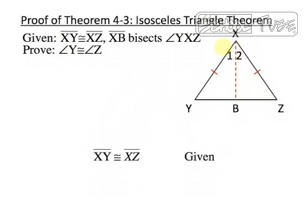 Proof of Theorem 4-3: Isosceles Triangle Theorem
Given: XY≅XZ, XB bisects ∠YXZ
Prove: ∠Y≅∠Z
X
1 2
Y B Z
XY ≅ XZ Given